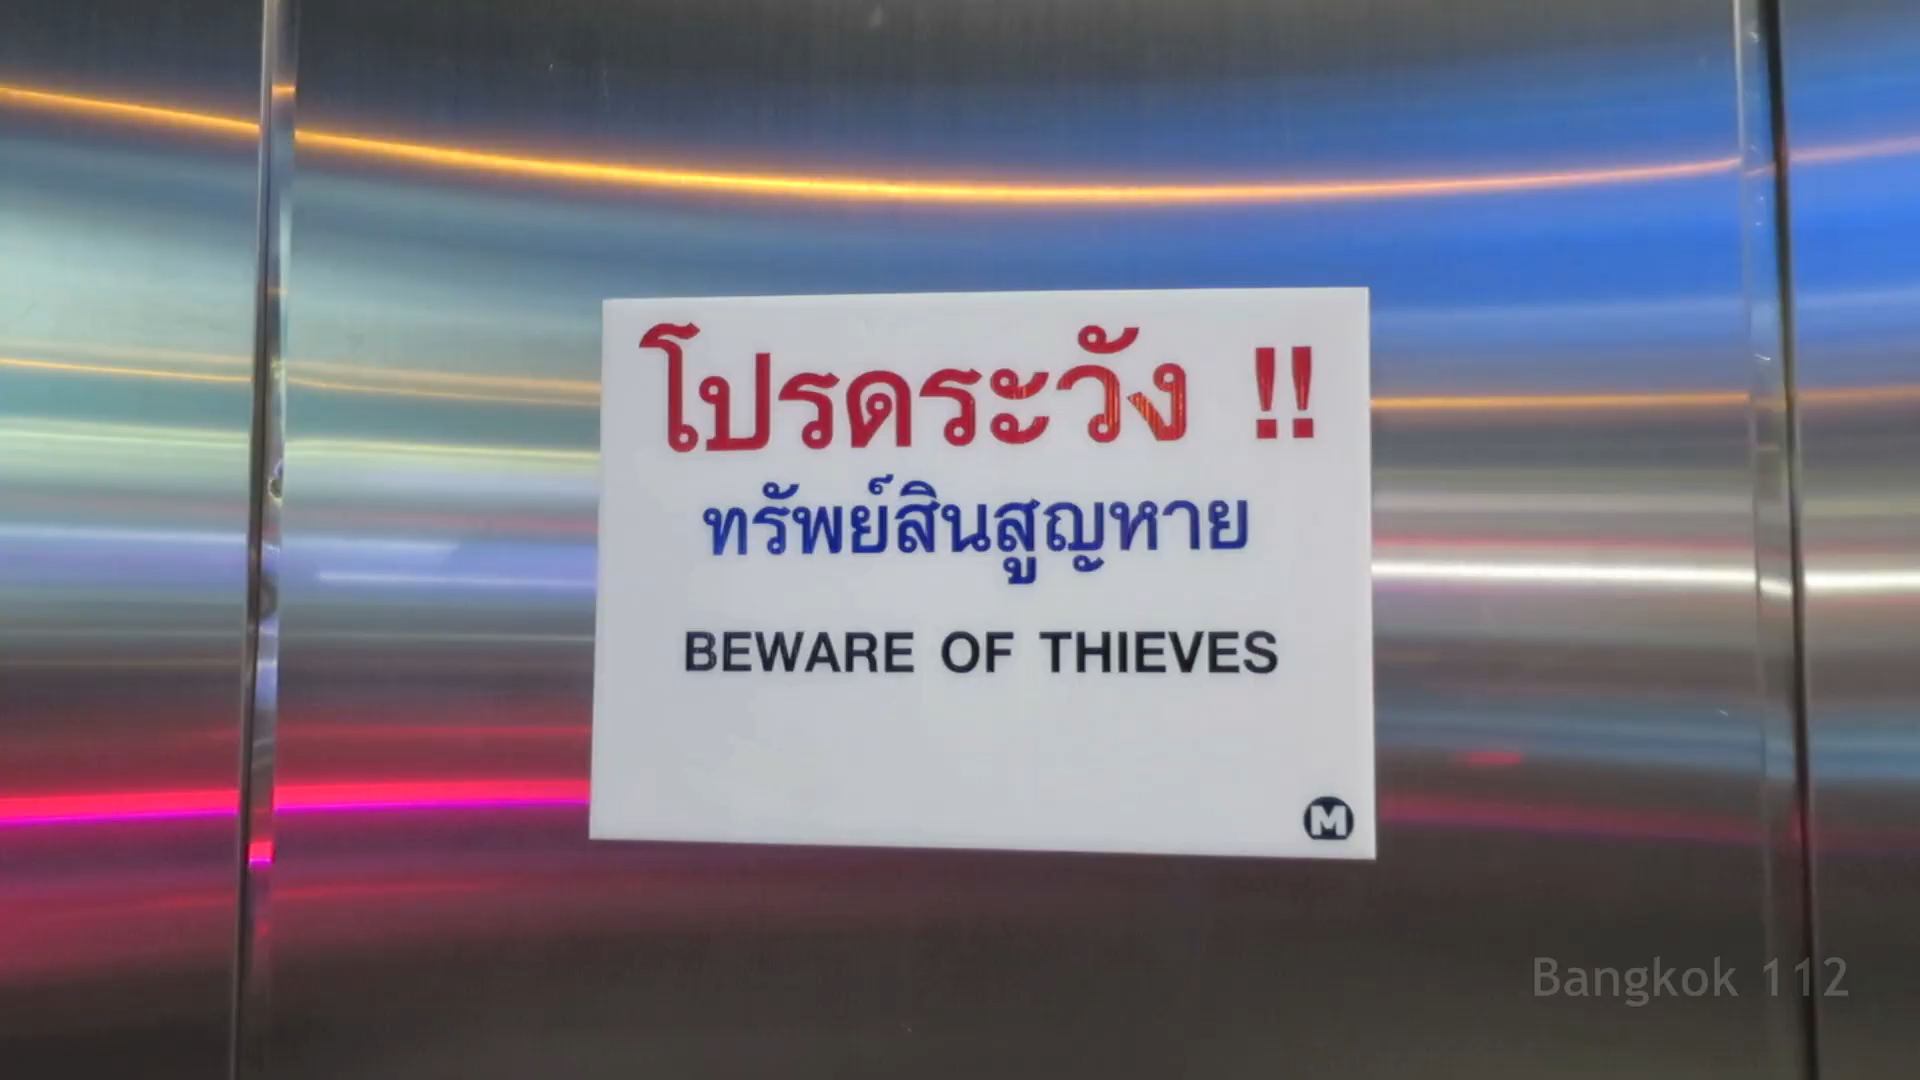 โปรดระวัง !!
ทรัพย์สินสูญหาย
BEWARE OF THIEVES
M
Bangkok 112